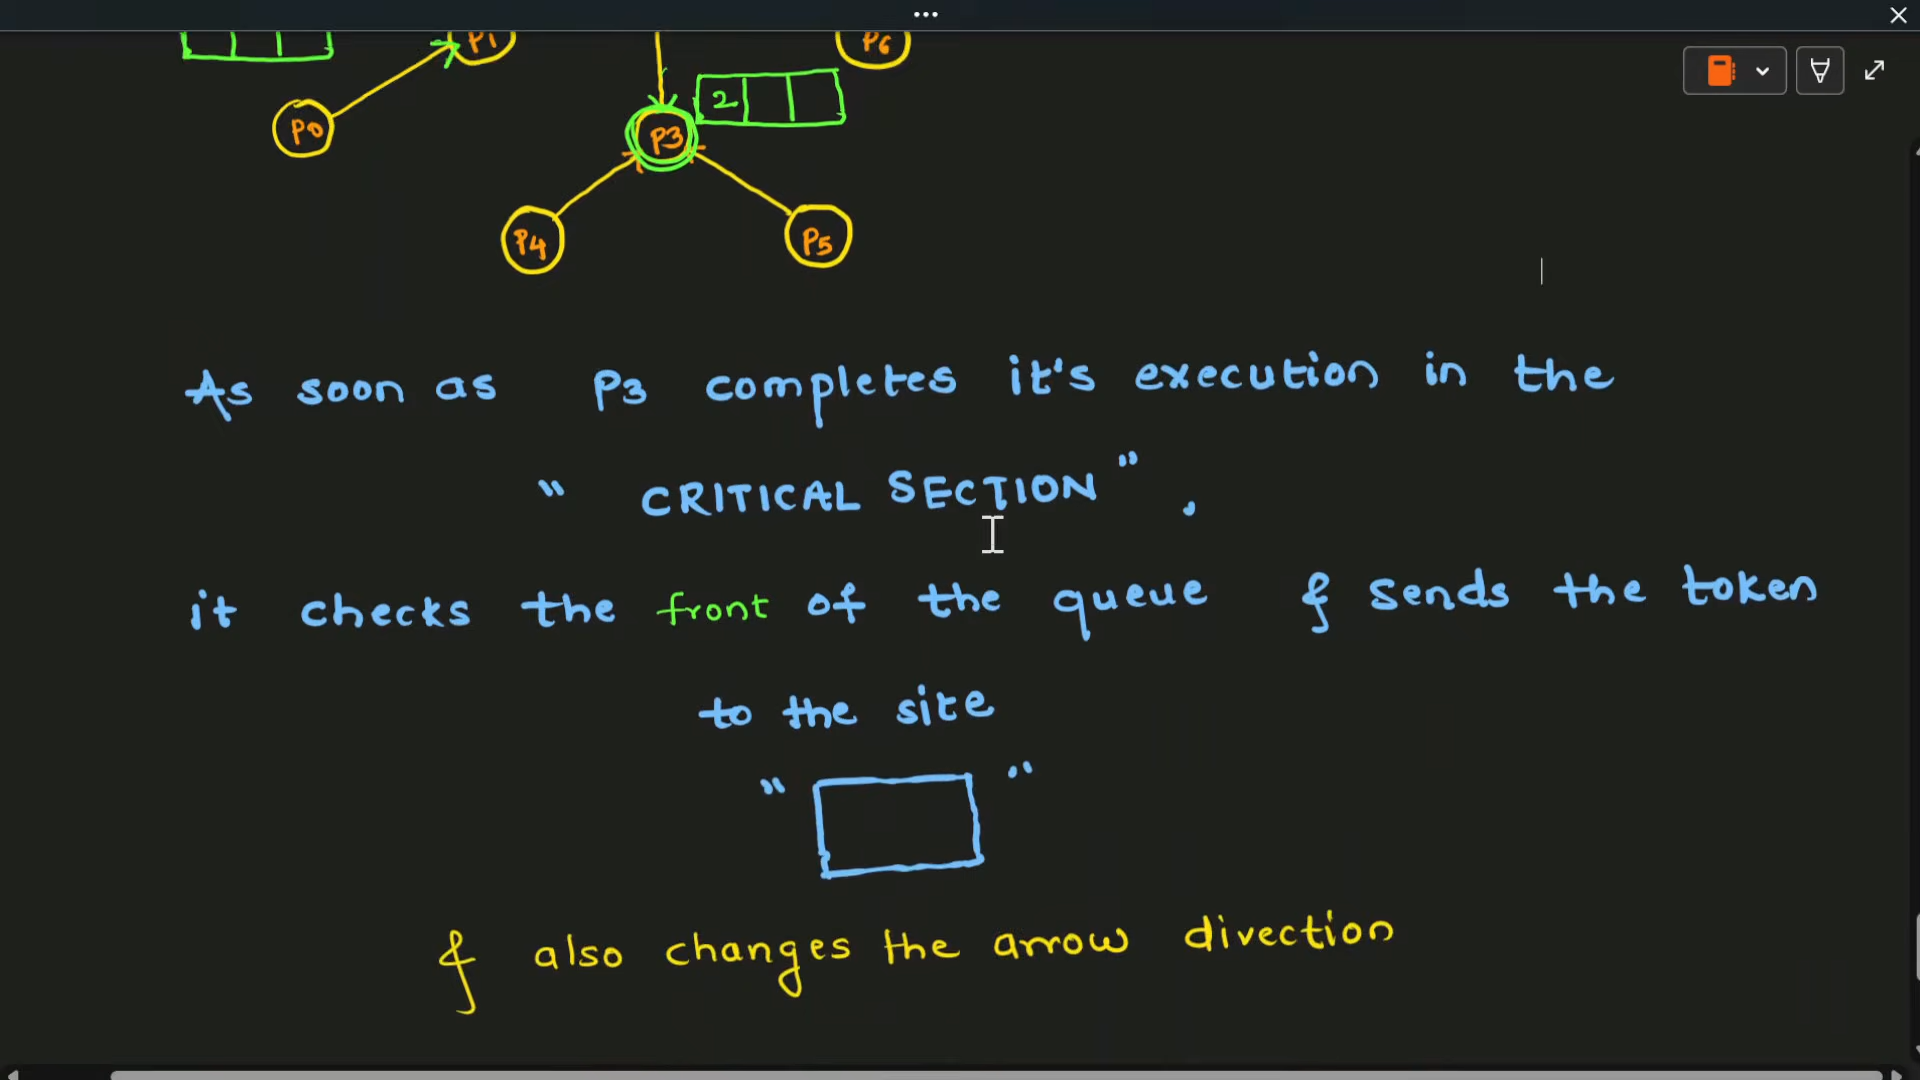 P1
P6
2
P0
P3
P4
P5
As soon as P3 completes it's execution in the
" CRITICAL SECTION " .
it checks the front of the queue & sends the token
to the site
" "
& also changes the arrow direction